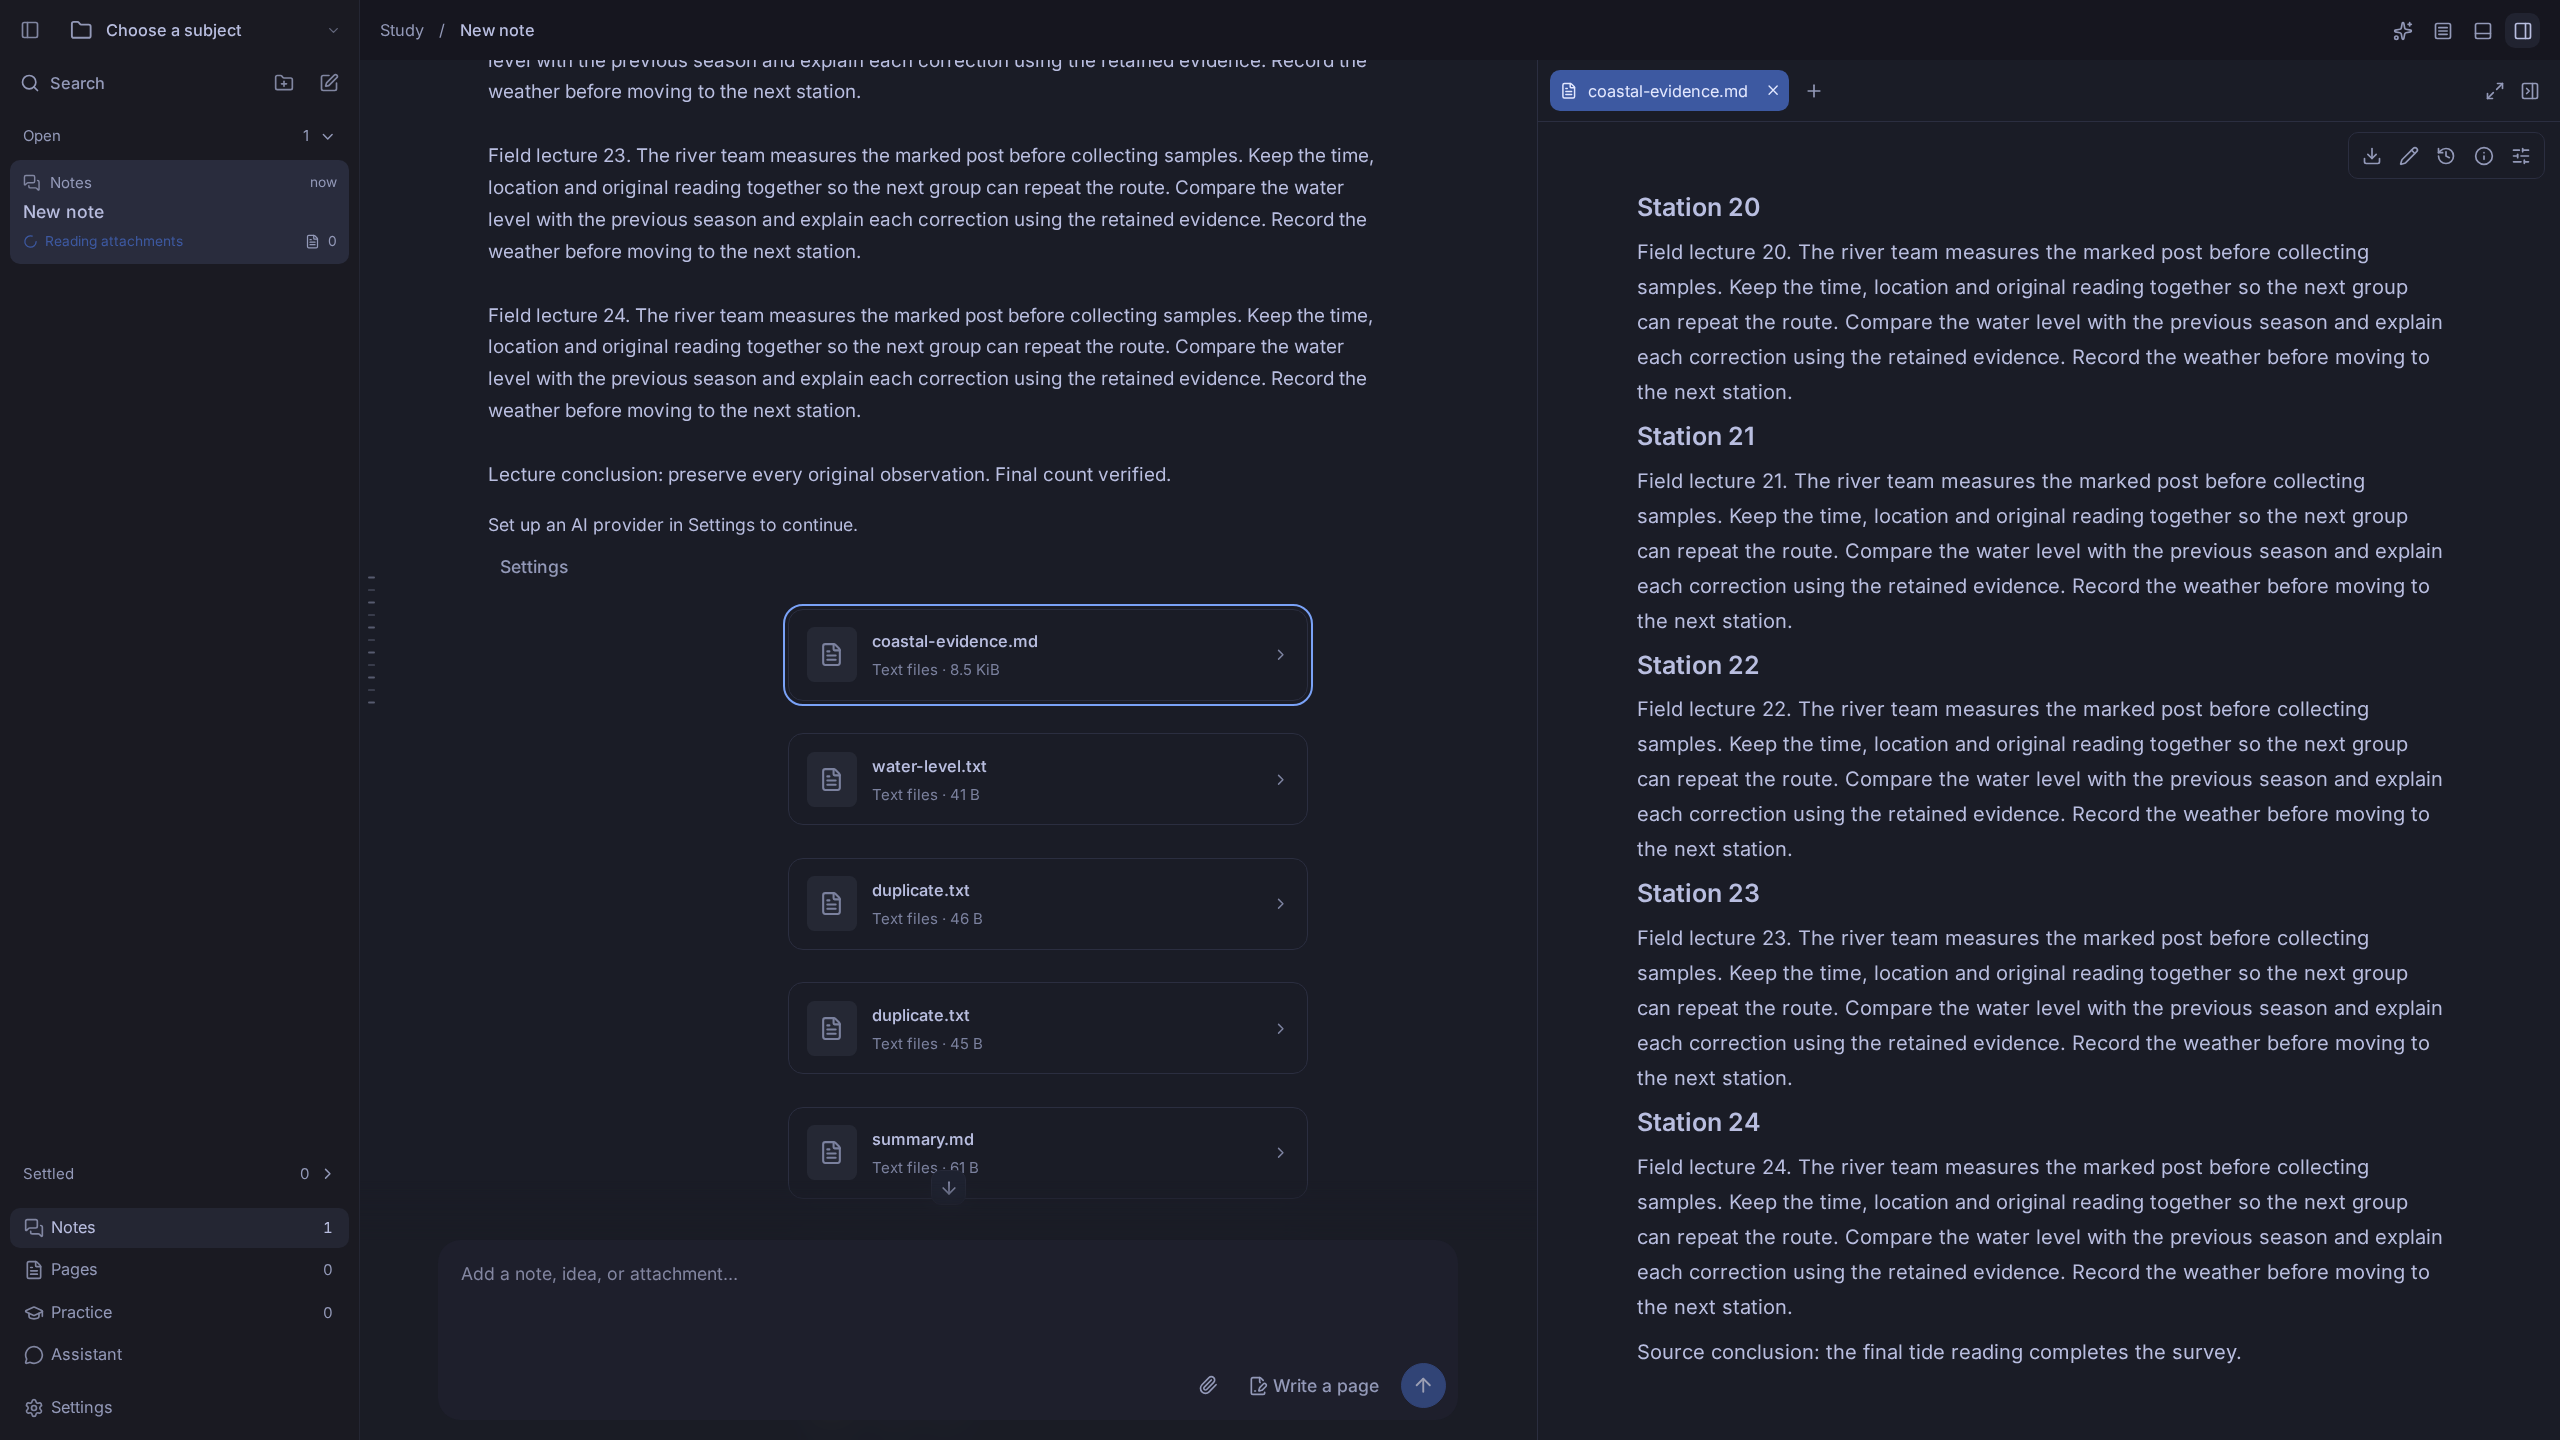 Choose a subject
Search
Open 1
Notes now
New note
Reading attachments 0
Settled 0
Notes 1
Pages 0
Practice 0
Assistant
Settings
Study / New note
level with the previous season and explain each correction using the retained evidence. Record the
weather before moving to the next station.
Field lecture 23. The river team measures the marked post before collecting samples. Keep the time,
location and original reading together so the next group can repeat the route. Compare the water
level with the previous season and explain each correction using the retained evidence. Record the
weather before moving to the next station.
Field lecture 24. The river team measures the marked post before collecting samples. Keep the time,
location and original reading together so the next group can repeat the route. Compare the water
level with the previous season and explain each correction using the retained evidence. Record the
weather before moving to the next station.
Lecture conclusion: preserve every original observation. Final count verified.
Set up an AI provider in Settings to continue.
Settings
coastal-evidence.md
Text files · 8.5 KiB
water-level.txt
Text files · 41 B
duplicate.txt
Text files · 46 B
duplicate.txt
Text files · 45 B
summary.md
Text files · 61 B
Add a note, idea, or attachment...
Write a page
coastal-evidence.md
Station 20
Field lecture 20. The river team measures the marked post before collecting
samples. Keep the time, location and original reading together so the next group
can repeat the route. Compare the water level with the previous season and explain
each correction using the retained evidence. Record the weather before moving to
the next station.
Station 21
Field lecture 21. The river team measures the marked post before collecting
samples. Keep the time, location and original reading together so the next group
can repeat the route. Compare the water level with the previous season and explain
each correction using the retained evidence. Record the weather before moving to
the next station.
Station 22
Field lecture 22. The river team measures the marked post before collecting
samples. Keep the time, location and original reading together so the next group
can repeat the route. Compare the water level with the previous season and explain
each correction using the retained evidence. Record the weather before moving to
the next station.
Station 23
Field lecture 23. The river team measures the marked post before collecting
samples. Keep the time, location and original reading together so the next group
can repeat the route. Compare the water level with the previous season and explain
each correction using the retained evidence. Record the weather before moving to
the next station.
Station 24
Field lecture 24. The river team measures the marked post before collecting
samples. Keep the time, location and original reading together so the next group
can repeat the route. Compare the water level with the previous season and explain
each correction using the retained evidence. Record the weather before moving to
the next station.
Source conclusion: the final tide reading completes the survey.